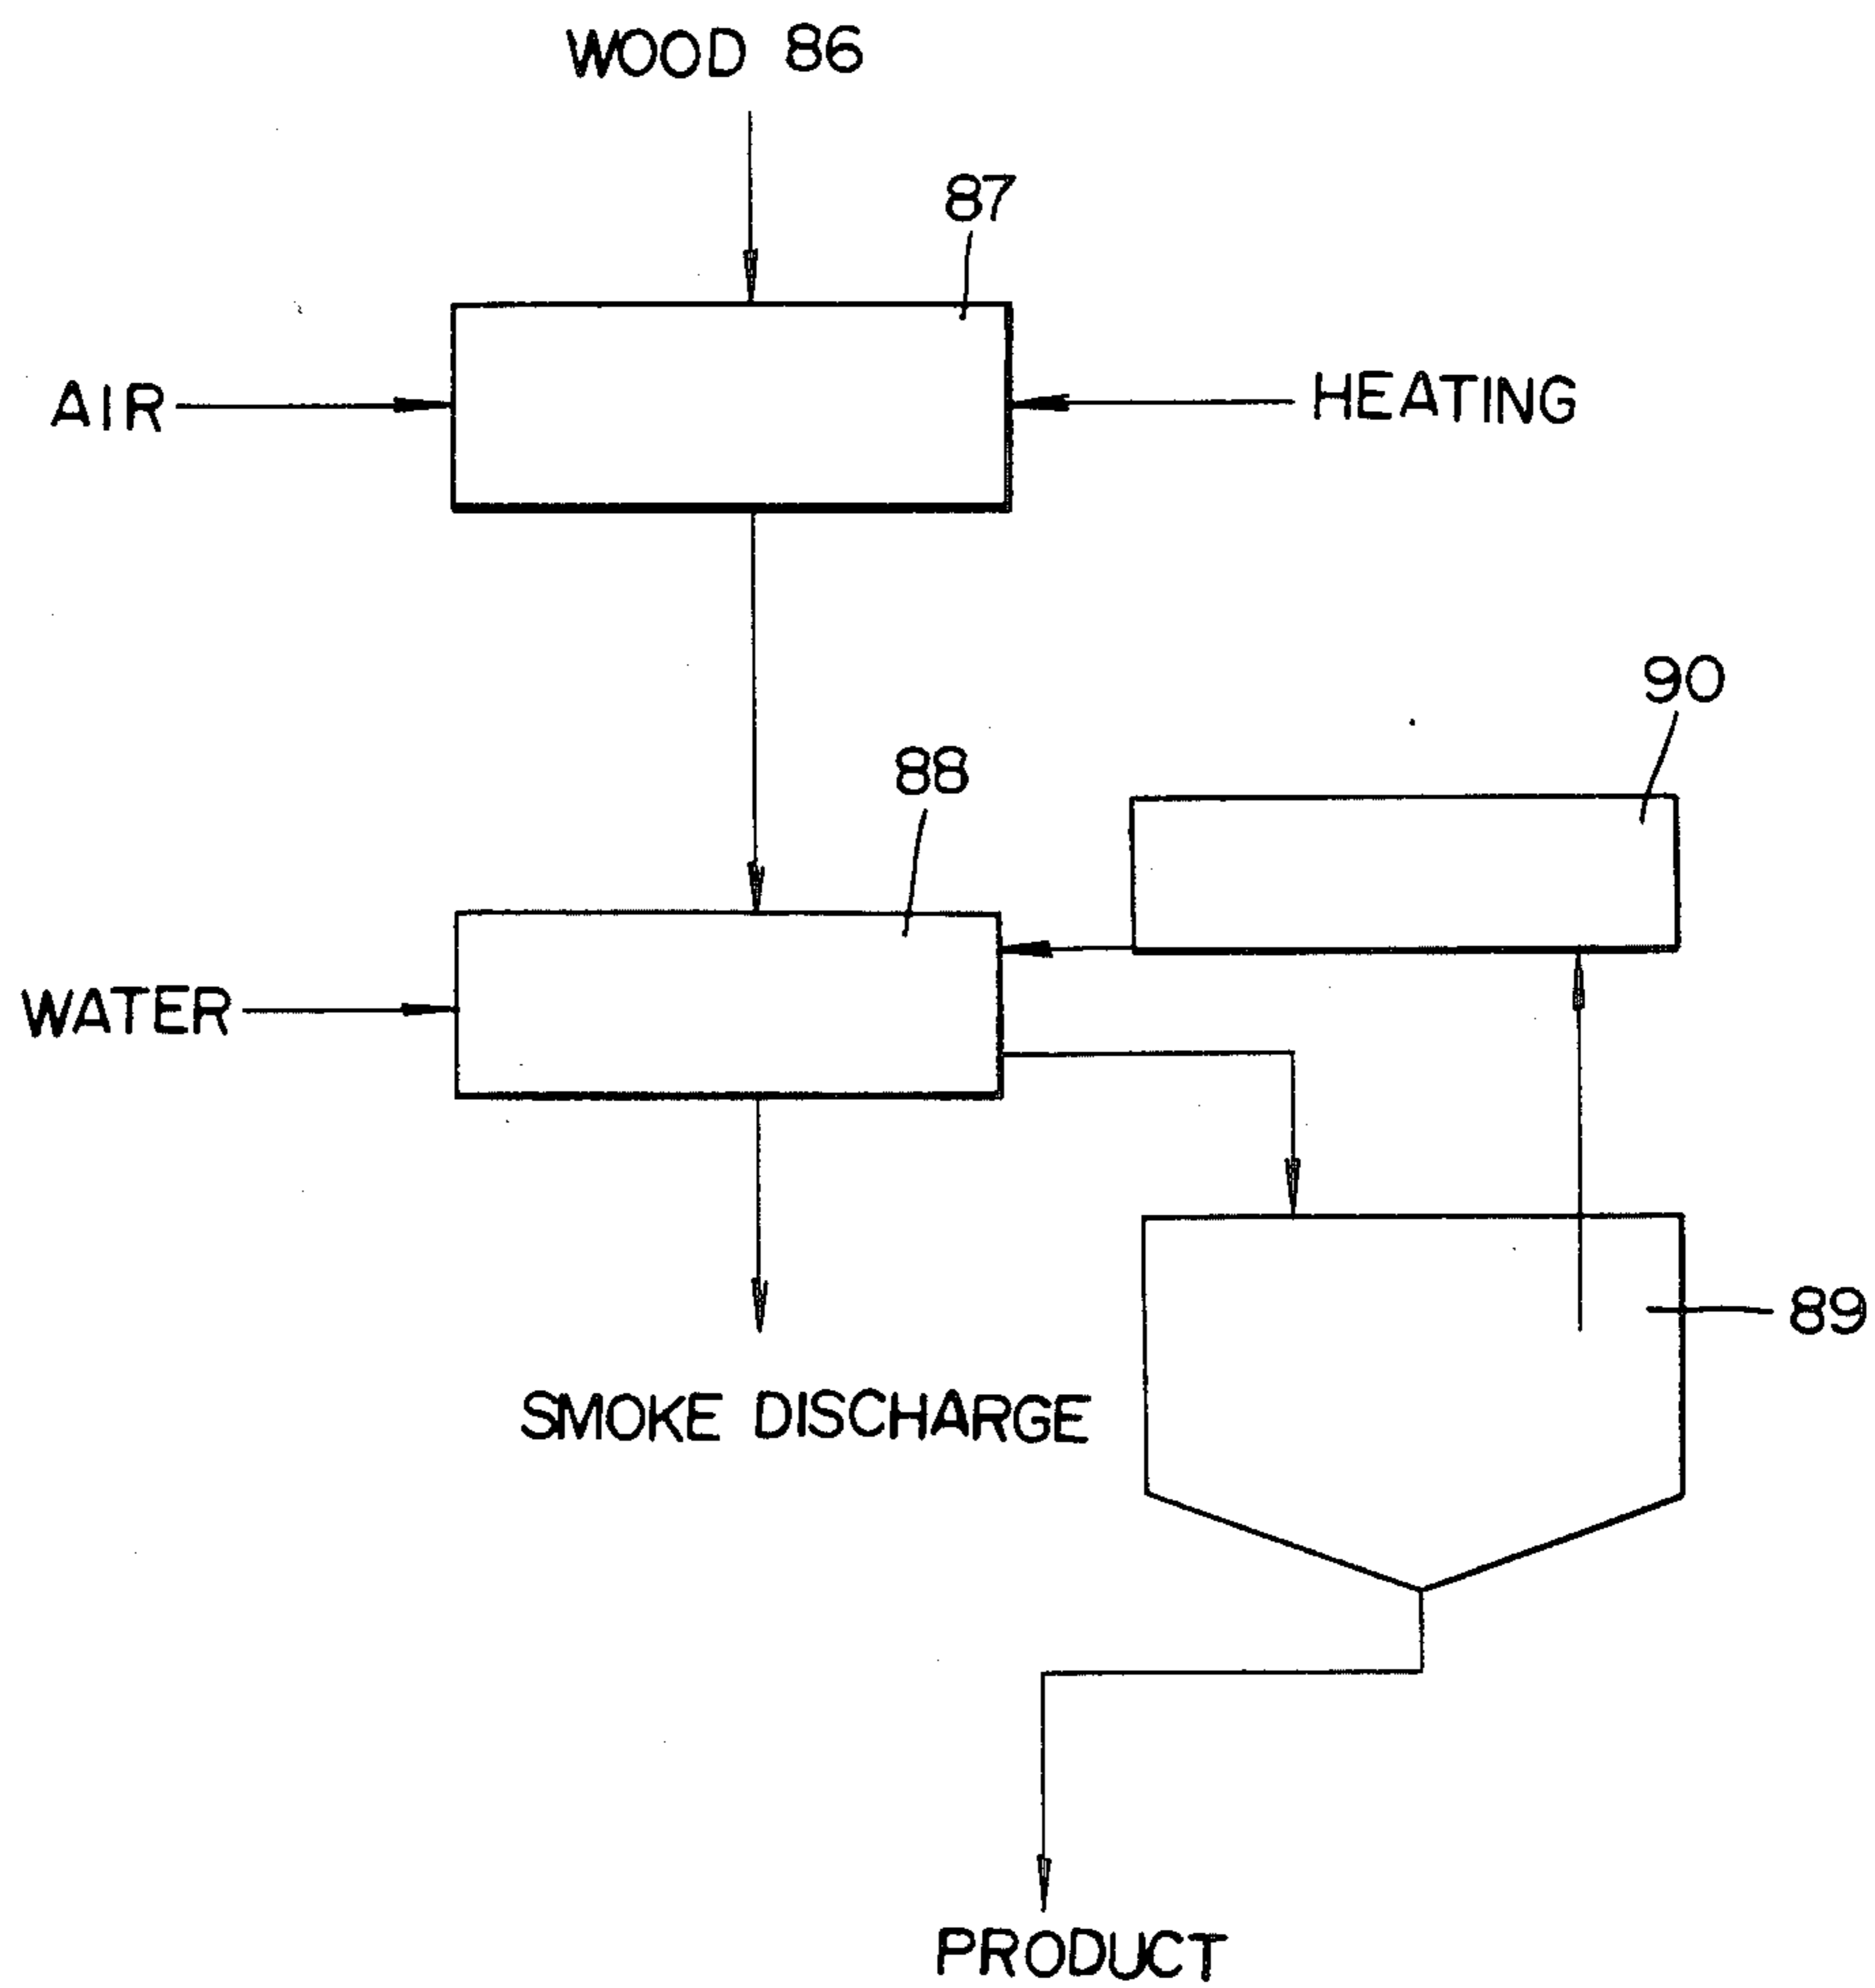 WOOD 86
87
AIR
HEATING
90
88
WATER
89
SMOKE DISCHARGE
PRODUCT